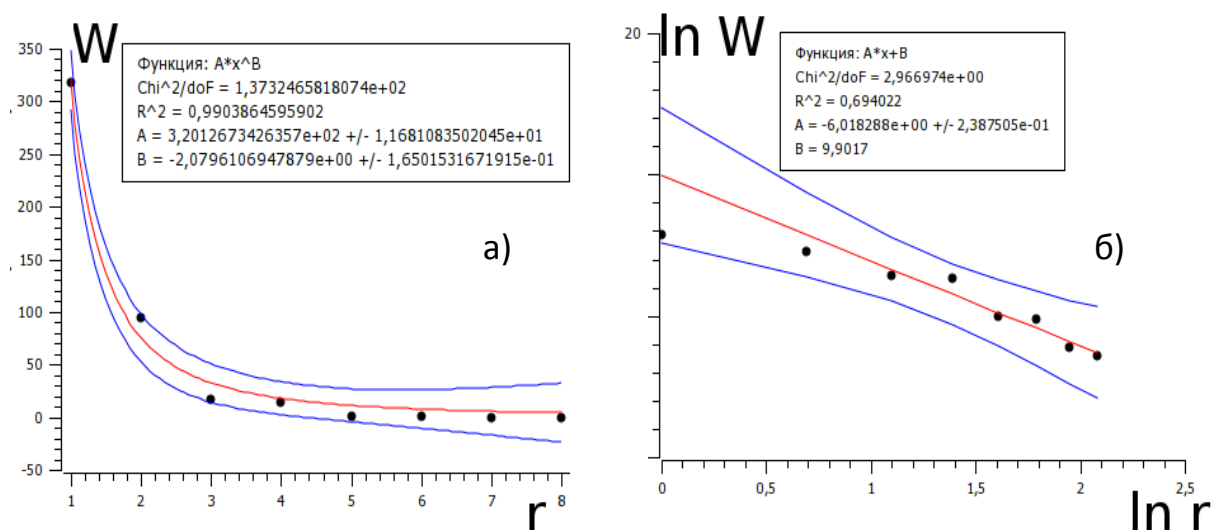 W
350
300
250
200
150
100
50
0
-50
Функция: A*x^B
Chi^2/doF = 1,3732465818074e+02
R^2 = 0,9903864595902
A = 3,2012673426357e+02 +/- 1,1681083502045e+01
B = -2,0796106947879e+00 +/- 1,6501531671915e-01
а)
1 2 3 4 5 6 7 8
r
ln W
20
Функция: A*x+B
Chi^2/doF = 2,966974e+00
R^2 = 0,694022
A = -6,018288e+00 +/-2,387505e-01
B = 9,9017
б)
0 0,5 1 1,5 2 2,5
ln r